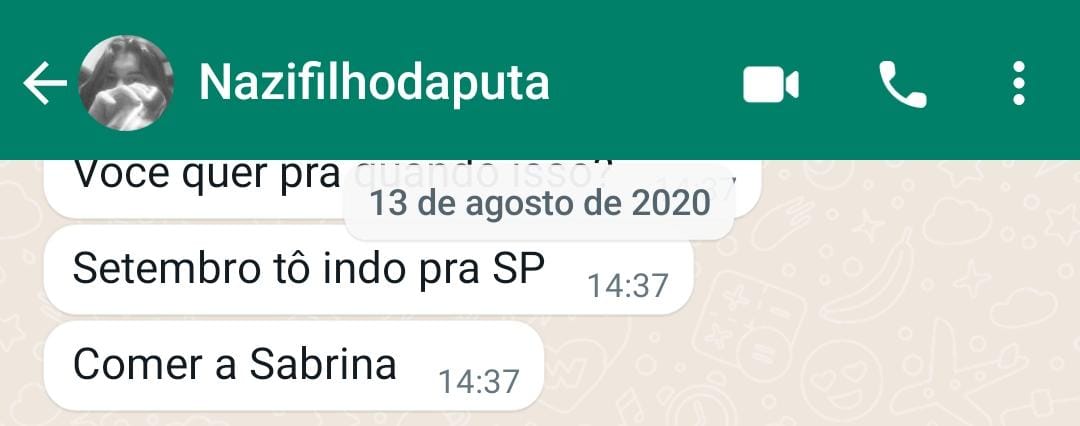 Nazifilhodaputa
Voce quer pra quando isso?
13 de agosto de 2020
Setembro tô indo pra SP 14:37
Comer a Sabrina 14:37